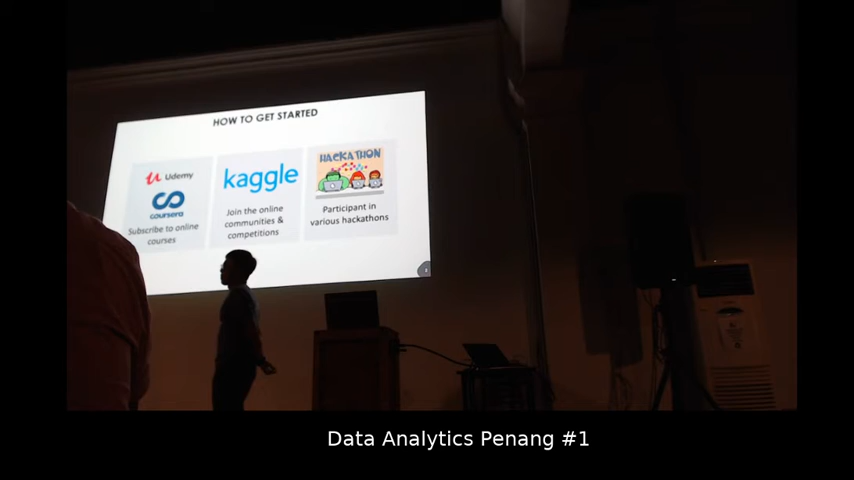 HOW TO GET STARTED
Udemy
coursera
Subscribe to online
courses
kaggle
Join the online
communities &
competitions
HACKATHON
Participant in
various hackathons
Data Analytics Penang #1